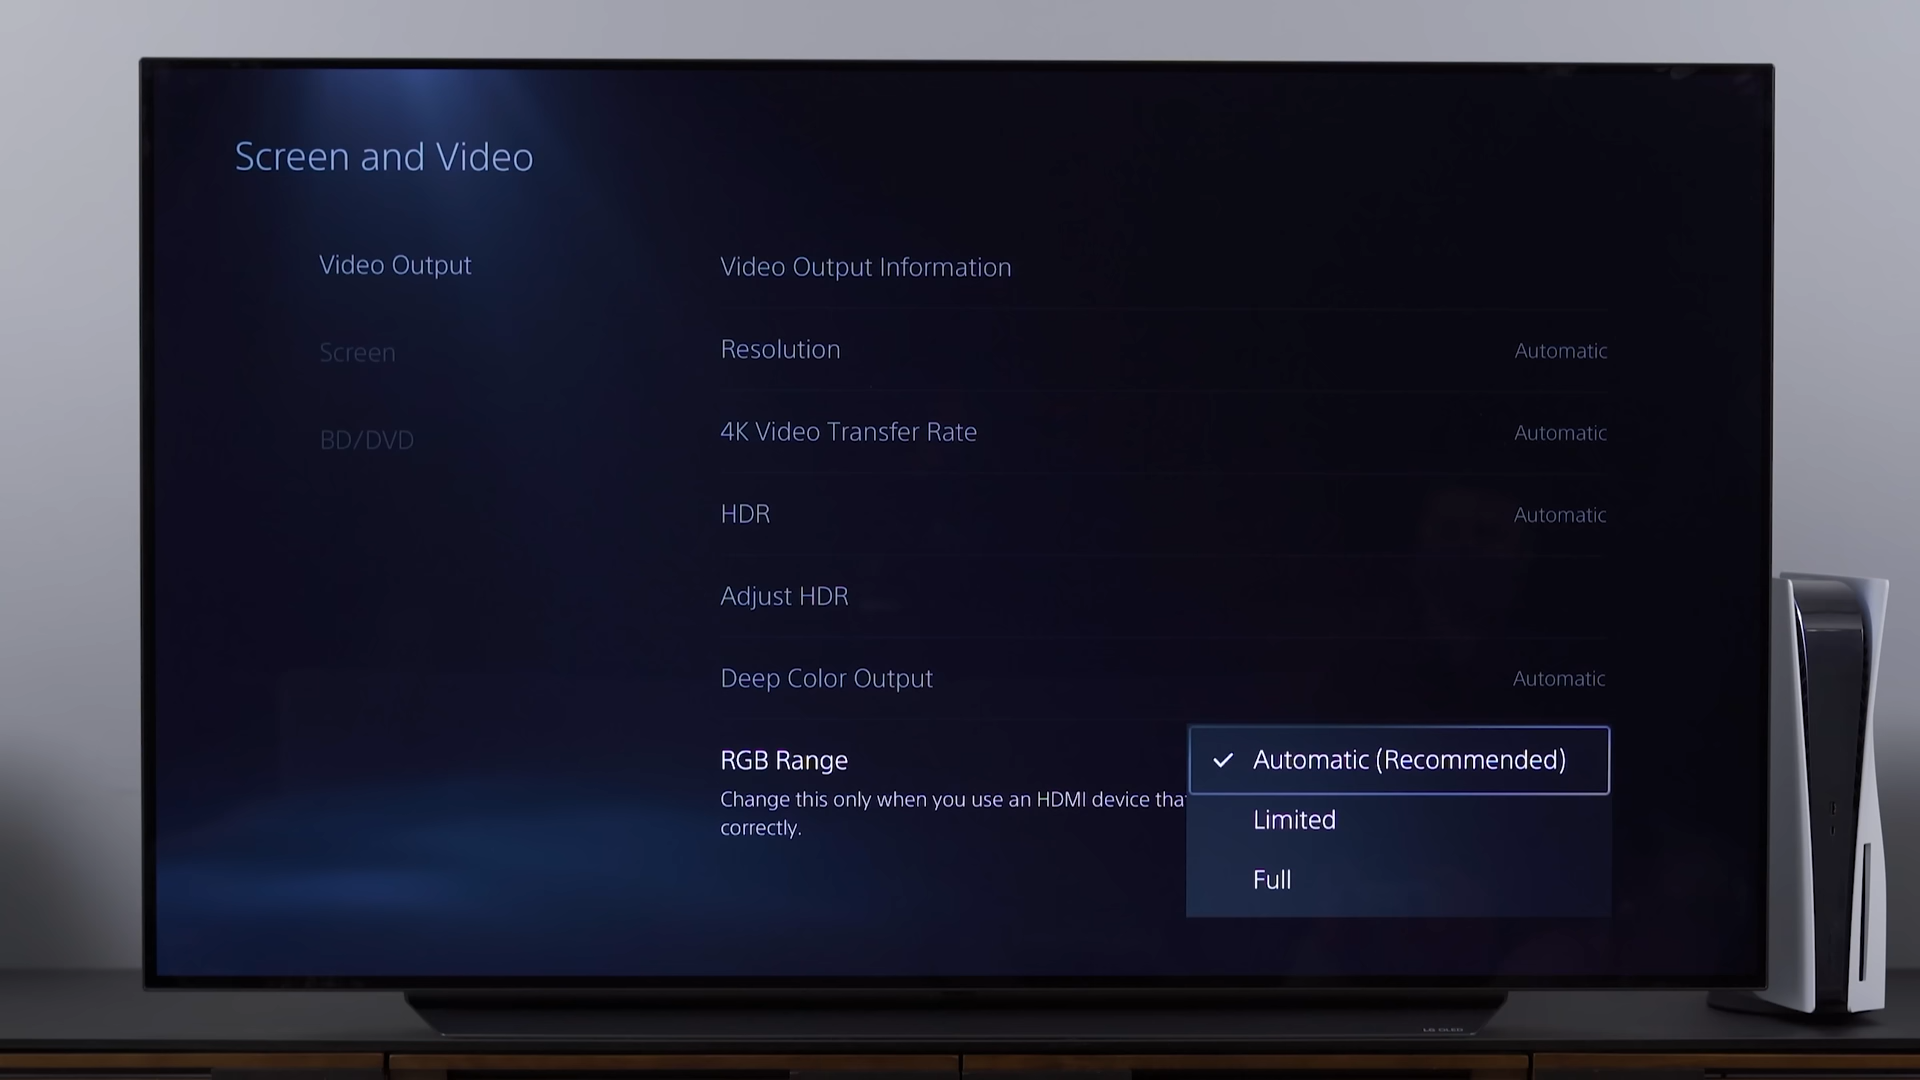 Screen and Video
Video Output
Screen
BD/DVD
Video Output Information
Resolution
Automatic
4K Video Transfer Rate
Automatic
HDR
Automatic
Adjust HDR
Deep Color Output
Automatic
RGB Range
Change this only when you use an HDMI device
correctly.
Automatic (Recommended)
Limited
Full
LG OLED